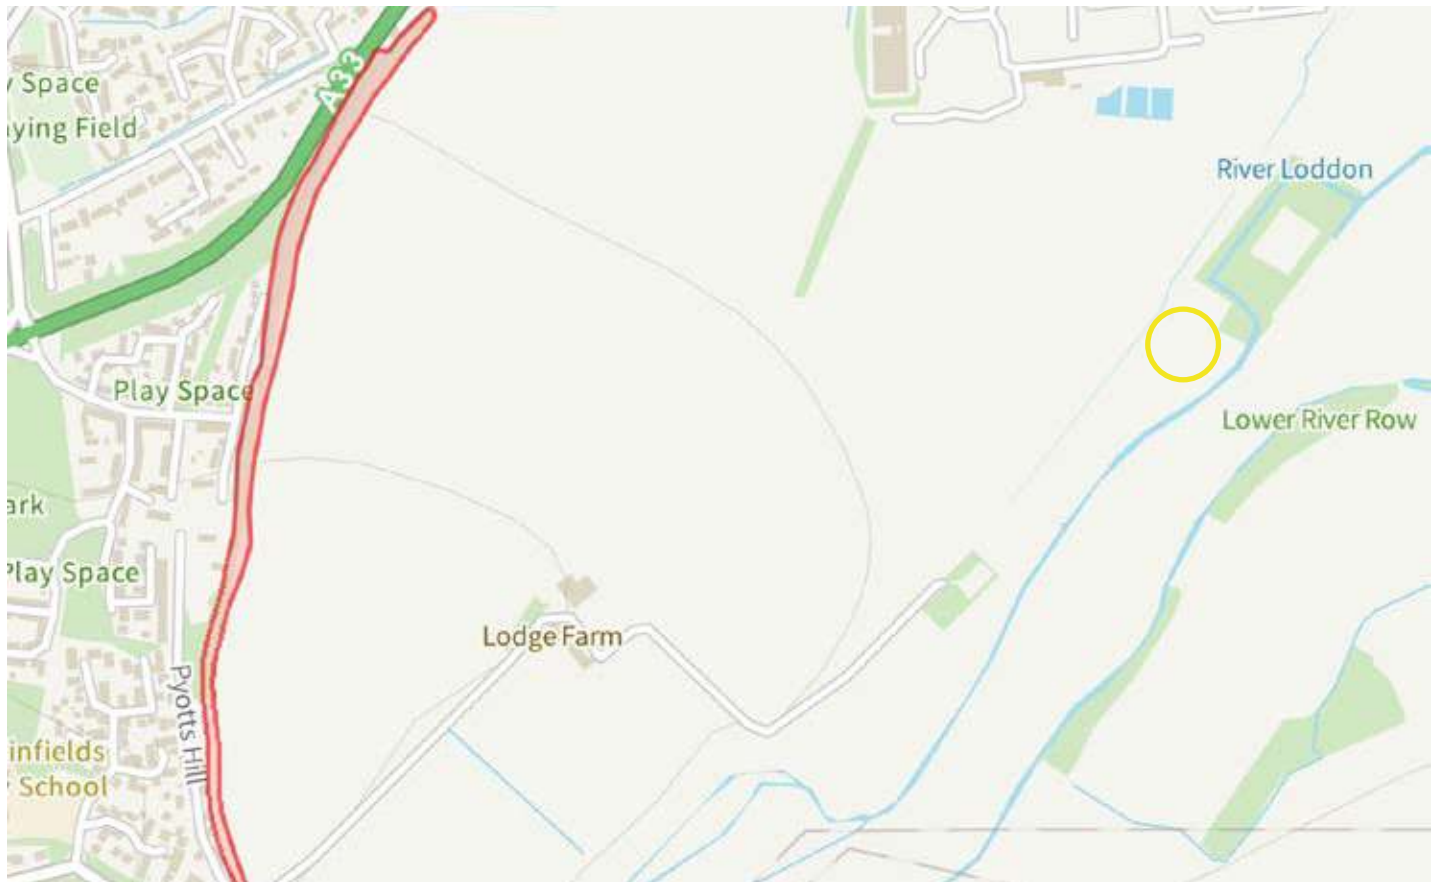 A33
y Space
aying Field
River Loddon
Play Space
Lower River Row
ark
Play Space
Lodge Farm
Pyotts Hill
infields
School